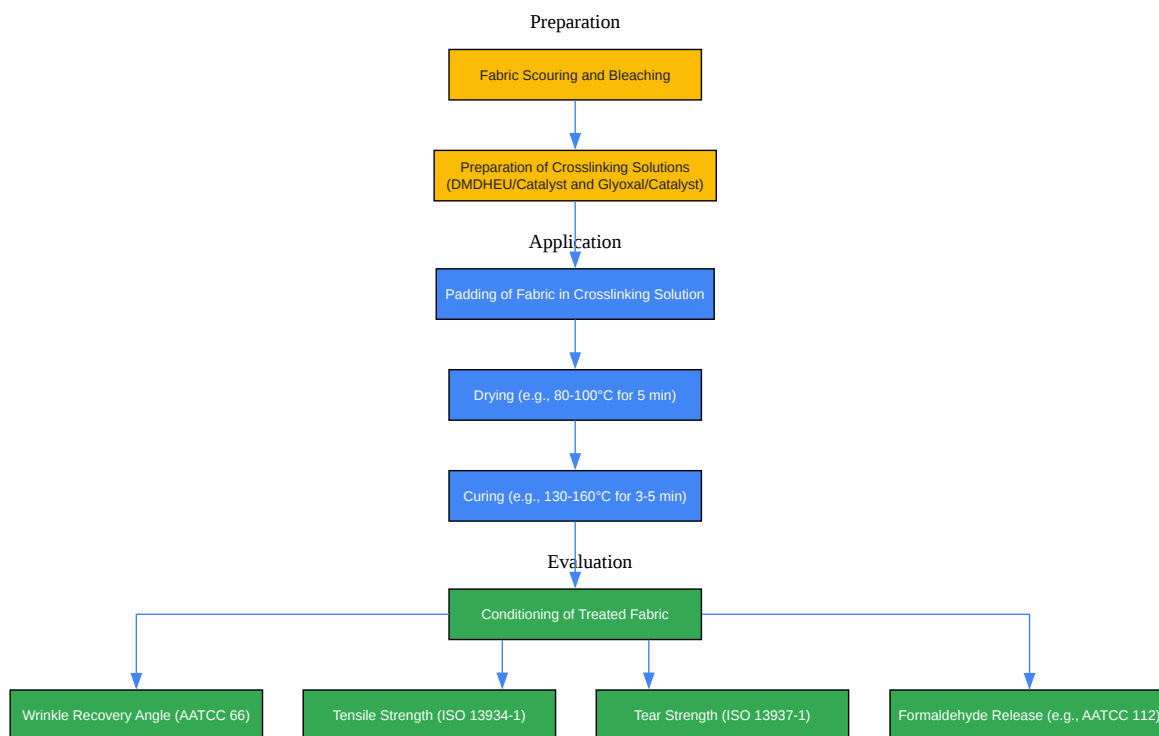 Preparation
Fabric Scouring and Bleaching
Preparation of Crosslinking Solutions
(DMDHEU/Catalyst and Glyoxal/Catalyst)
Application
Padding of Fabric in Crosslinking Solution
Drying (e.g., 80-100°C for 5 min)
Curing (e.g., 130-160°C for 3-5 min)
Evaluation
Conditioning of Treated Fabric
Wrinkle Recovery Angle (AATCC 66)
Tensile Strength (ISO 13934-1)
Tear Strength (ISO 13937-1)
Formaldehyde Release (e.g., AATCC 112)